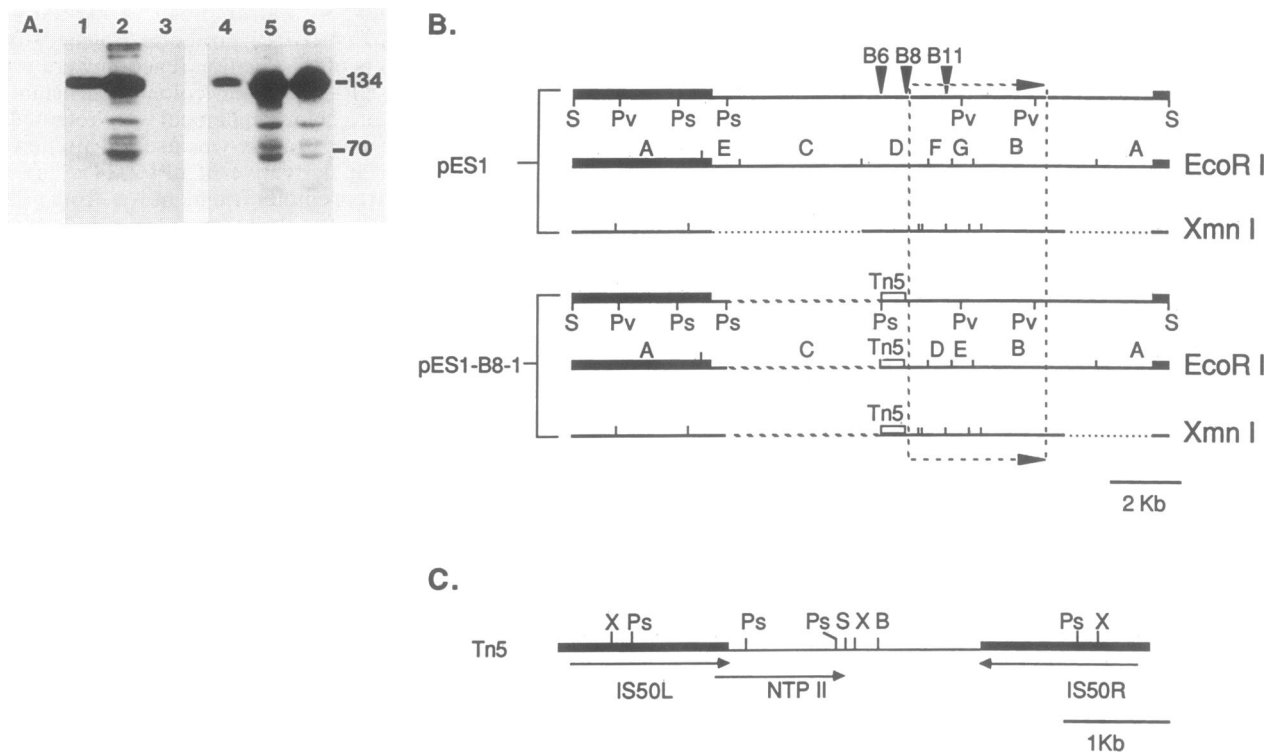 A. 1 2 3 4 5 6
-134
-70
B.
B6 B8 B11
S Pv Ps Ps Pv Pv S
pES1
A E C D F G B A EcoR I
Xmn I
Tn5
S Pv Ps Ps Ps Pv Pv S
pES1-B8-1
A C Tn5 D E B A EcoR I
Tn5
Xmn I
2 Kb
C.
X Ps Ps Ps S X B Ps X
Tn5
IS50L NTP II IS50R
1Kb